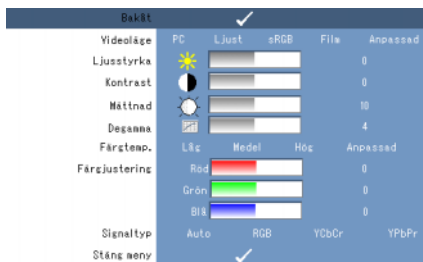 Bakåt
Videoläge PC Ljust sRGB Film Anpassad
Ljusstyrka 0
Kontrast 0
Mättnad 10
Degamma 4
Färgtemp. Låg Medel Hög Anpassad
Färgjustering Röd 0
Grön 0
Blå 0
Signaltyp Auto RGB YCbCr YPbPr
Stäng meny